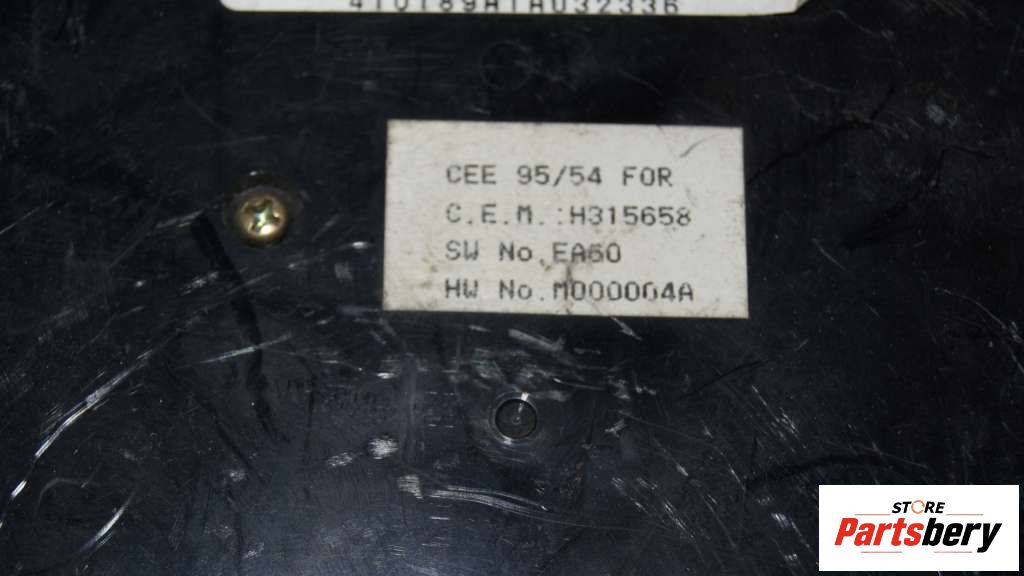 CEE 95/54 FOR
C.E.M.:H315658
SW No.EA60
HW No.M000004A
STORE
Partsbery